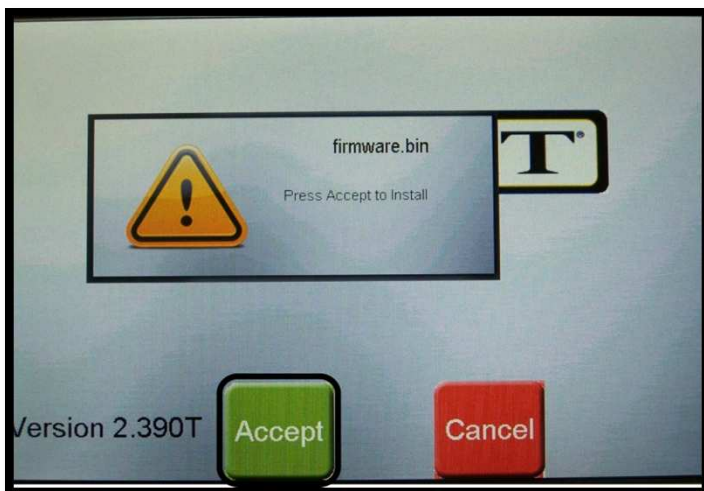 firmware.bin
T®
Press Accept to Install
Version 2.390T
Accept
Cancel